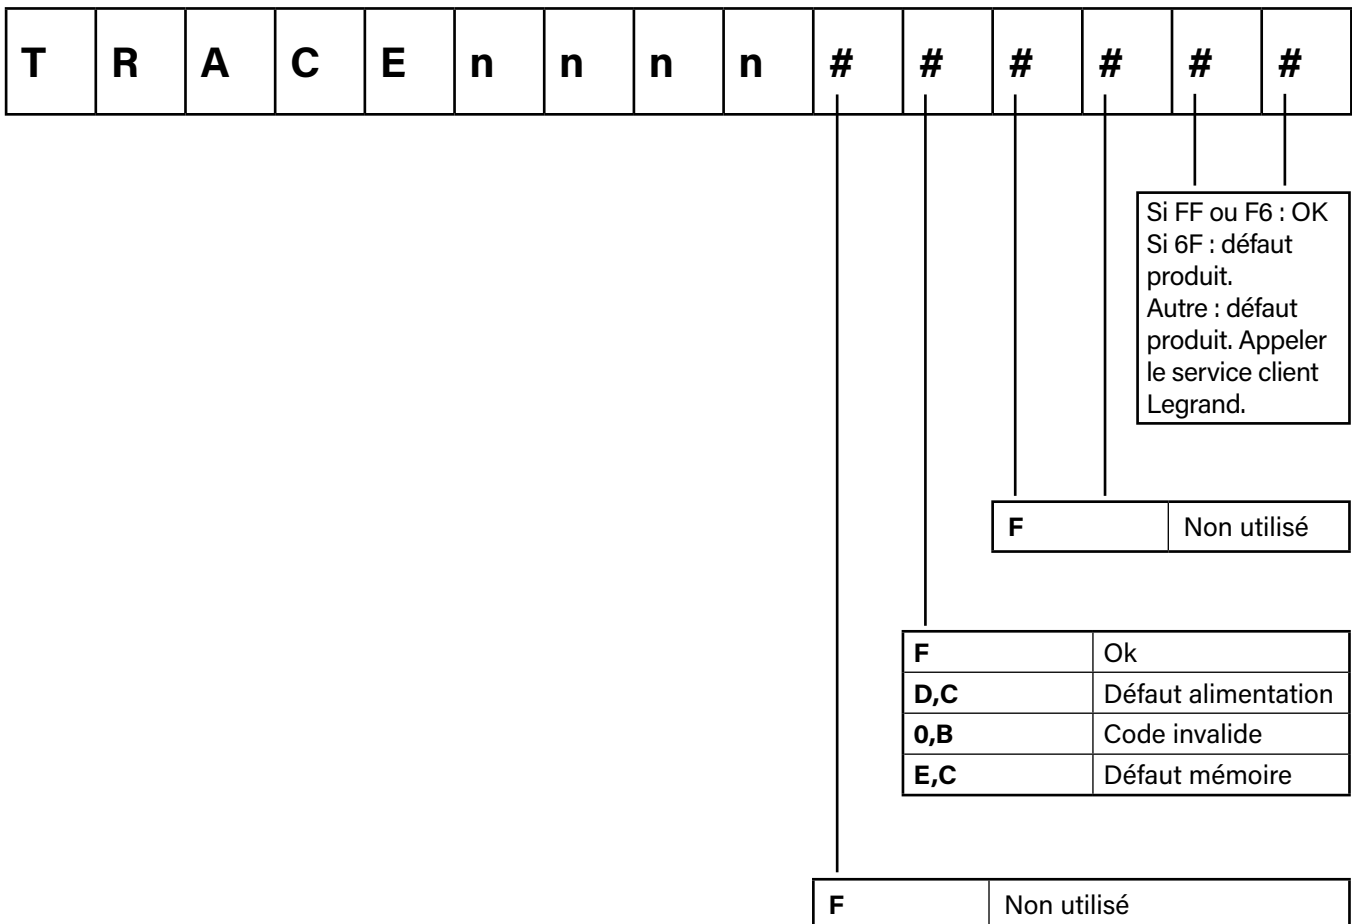 T R A C E n n n n # # # # # #
Si FF ou F6 : OK
Si 6F : défaut
produit.
Autre : défaut
produit. Appeler
le service client
Legrand.
F Non utilisé
F Ok
D,C Défaut alimentation
0,B Code invalide
E,C Défaut mémoire
F Non utilisé